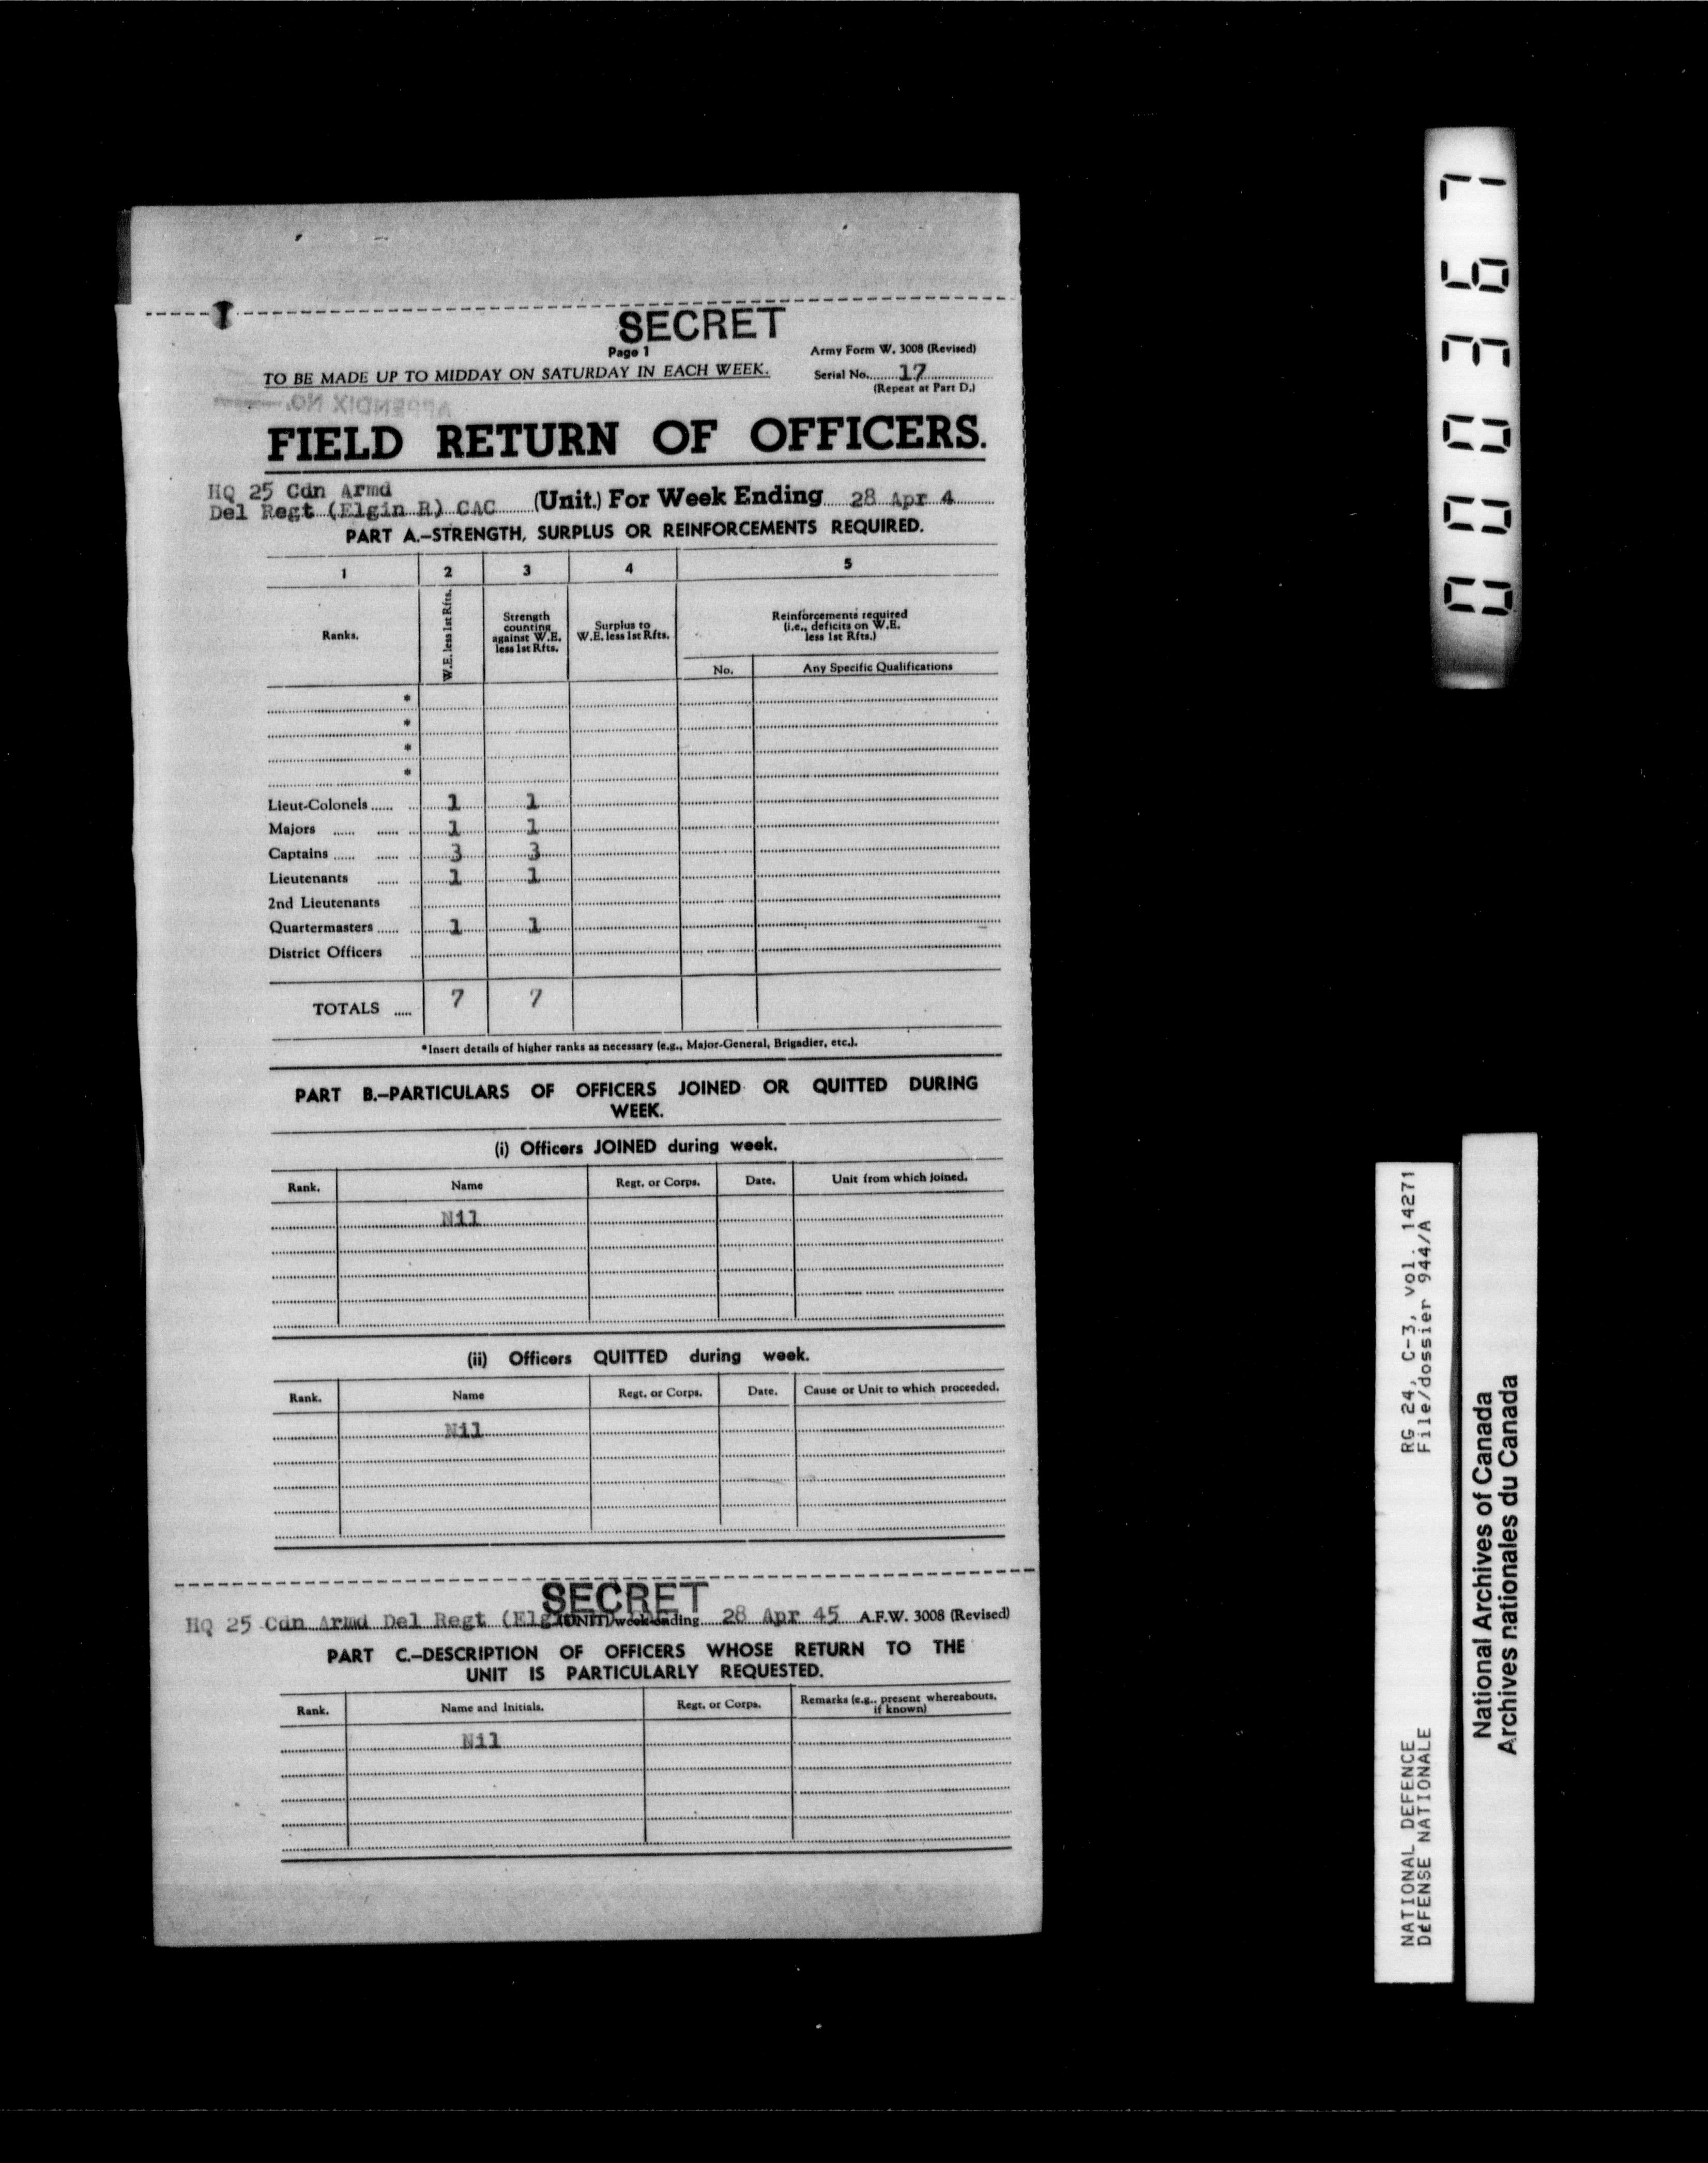 SECRET
Page 1
Army Form W. 3008 (Revised)
TO BE MADE UP TO MIDDAY ON SATURDAY IN EACH WEEK.
Serial No. 17
(Repeat at Part D.)
APPENDIX NO.
FIELD RETURN OF OFFICERS.
HQ 25 Cdn Armd
Del Regt (Elgin R) CAC (Unit.) For Week Ending 28 Apr 4
PART A.—STRENGTH, SURPLUS OR REINFORCEMENTS REQUIRED.
1 2 3 4 5
Ranks.
W.E. less 1st Rfts.
Strength counting against W.E. less 1st Rfts.
Surplus to W.E. less 1st Rfts.
Reinforcements required (i.e., deficits on W.E. less 1st Rfts.)
No. Any Specific Qualifications
*
*
*
*
Lieut-Colonels 1 1
Majors 1 1
Captains 3 3
Lieutenants 1 1
2nd Lieutenants
Quartermasters 1 1
District Officers
TOTALS 7 7
*Insert details of higher ranks as necessary (e.g., Major-General, Brigadier, etc.).
PART B.—PARTICULARS OF OFFICERS JOINED OR QUITTED DURING
WEEK.
(i) Officers JOINED during week.
Rank. Name Regt. or Corps. Date. Unit from which joined.
Nil
(ii) Officers QUITTED during week.
Rank. Name Regt. or Corps. Date. Cause or Unit to which proceeded.
Nil
SECRET
HQ 25 Cdn Armd Del Regt (Elg (UNIT) week ending 28 Apr 45 A.F.W. 3008 (Revised)
PART C.—DESCRIPTION OF OFFICERS WHOSE RETURN TO THE
UNIT IS PARTICULARLY REQUESTED.
Rank. Name and Initials. Regt. or Corps. Remarks (e.g., present whereabouts, if known)
Nil
000367
NATIONAL DEFENCE RG 24, C-3, vol. 14271
DÉFENSE NATIONALE File/dossier 944/A
National Archives of Canada
Archives nationales du Canada